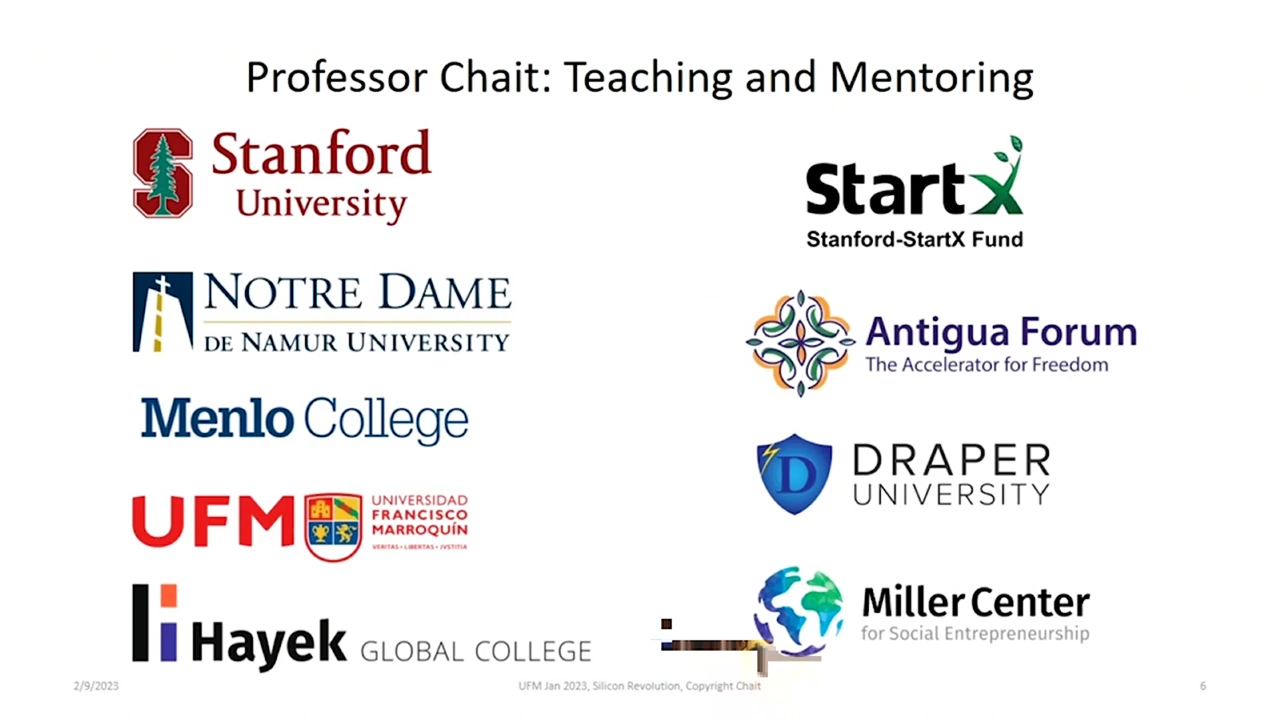 Professor Chait: Teaching and Mentoring
Stanford
University
NOTRE DAME
DE NAMUR UNIVERSITY
Menlo College
UFM
UNIVERSIDAD
FRANCISCO
MARROQUÍN
VERITAS • LIBERTAS • JVSTITIA
Hayek GLOBAL COLLEGE
StartX
Stanford-StartX Fund
Antigua Forum
The Accelerator for Freedom
D
DRAPER
UNIVERSITY
Miller Center
for Social Entrepreneurship
2/9/2023
UFM Jan 2023, Silicon Revolution, Copyright Chait
6